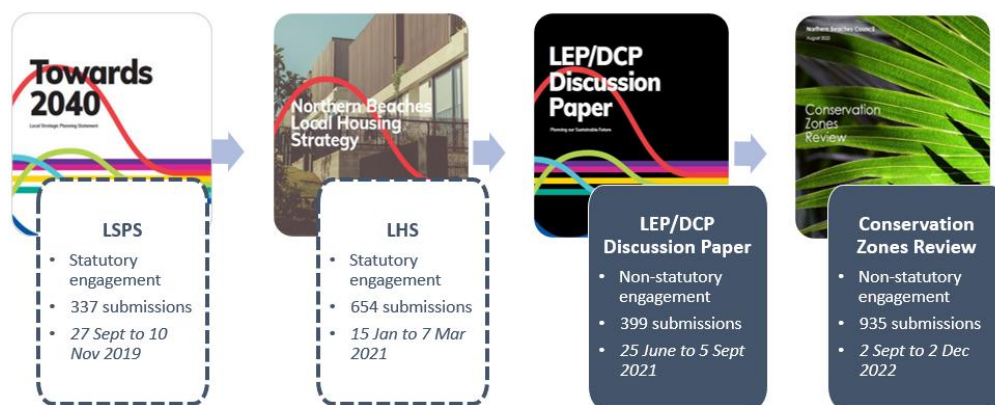 Towards
2040
Local Strategic Planning Statement
LSPS
• Statutory
engagement
• 337 submissions
• 27 Sept to 10
Nov 2019
Northern Beaches
Local Housing
Strategy
LHS
• Statutory
engagement
• 654 submissions
• 15 Jan to 7 Mar
2021
LEP/DCP
Discussion
Paper
Planning our Sustainable Future
LEP/DCP
Discussion Paper
• Non-statutory
engagement
• 399 submissions
• 25 June to 5 Sept
2021
Northern Beaches Council
August 2022
Conservation
Zones
Review
Conservation
Zones Review
• Non-statutory
engagement
• 935 submissions
• 2 Sept to 2 Dec
2022